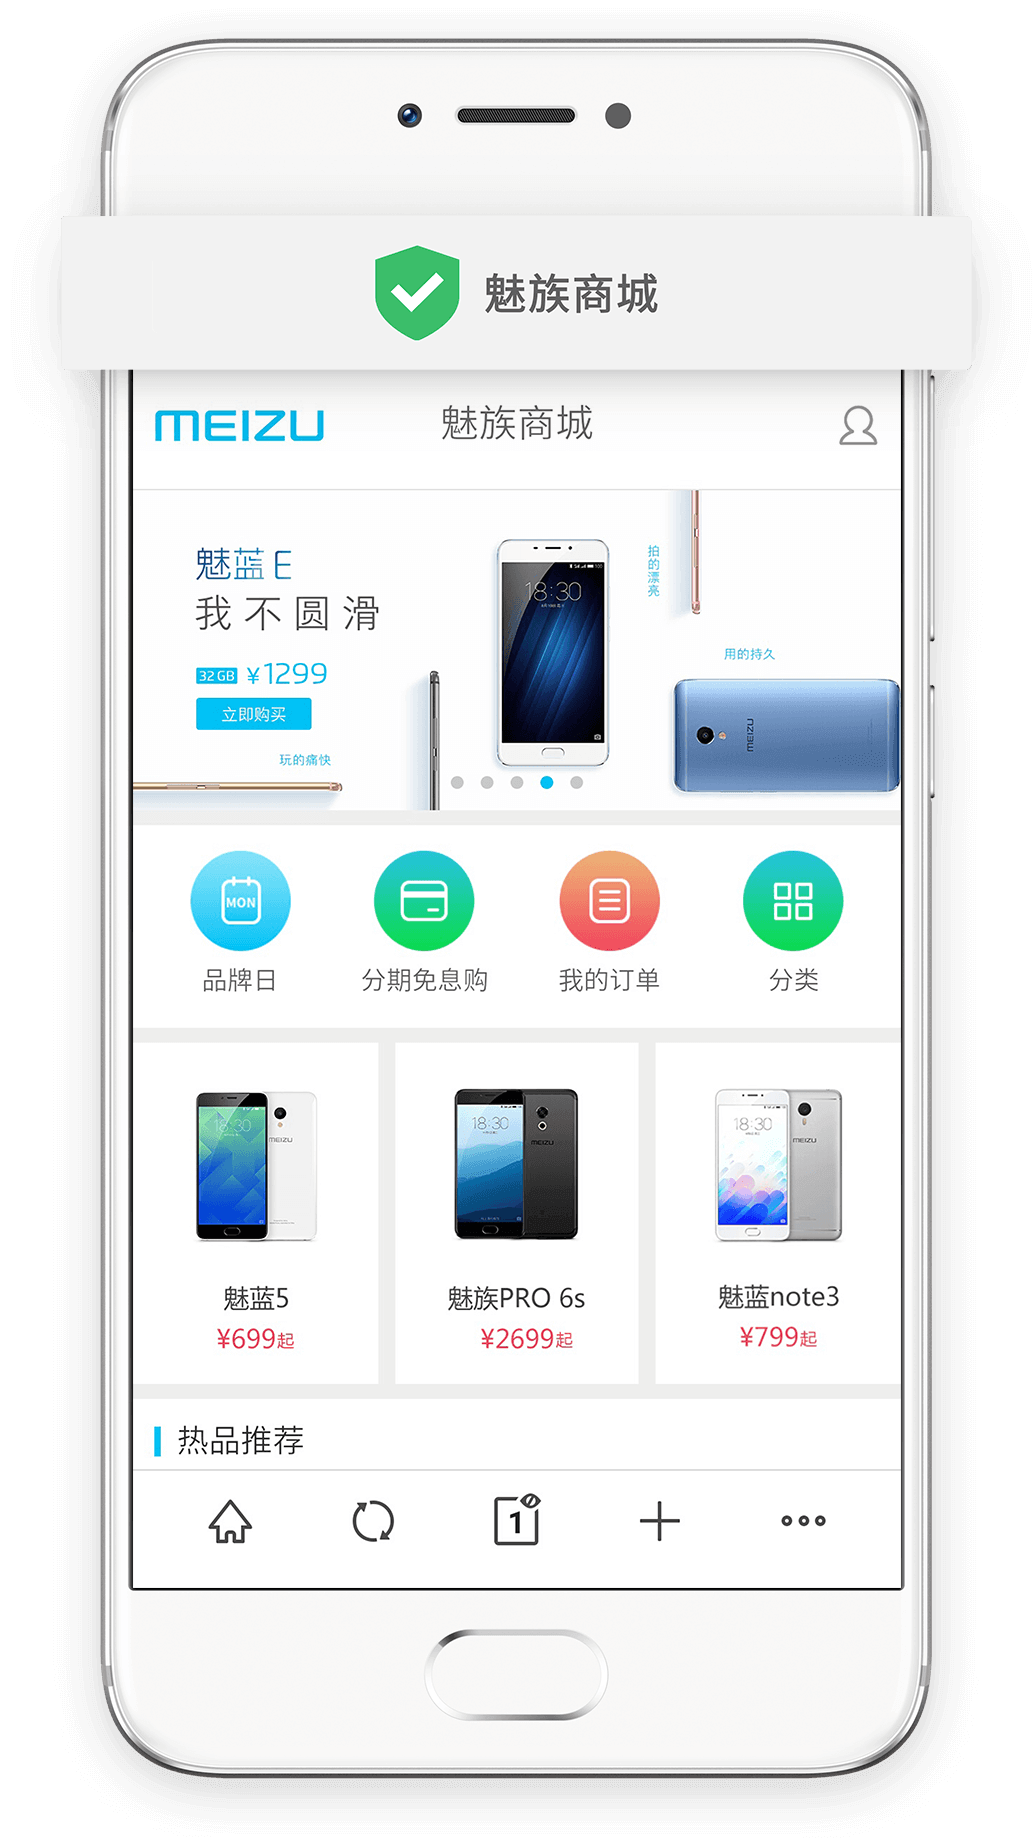 魅族商城
MEIZU
魅族商城
魅蓝 E
我不圆滑
32 GB ¥1299
立即购买
玩的痛快
18:30
拍的漂亮
用的持久
MEIZU
MON
品牌日
分期免息购
我的订单
分类
18:30
MEIZU
18:30
MEIZU
18:30
MEIZU
魅蓝5
¥699起
魅族PRO 6s
¥2699起
魅蓝note3
¥799起
热品推荐
1